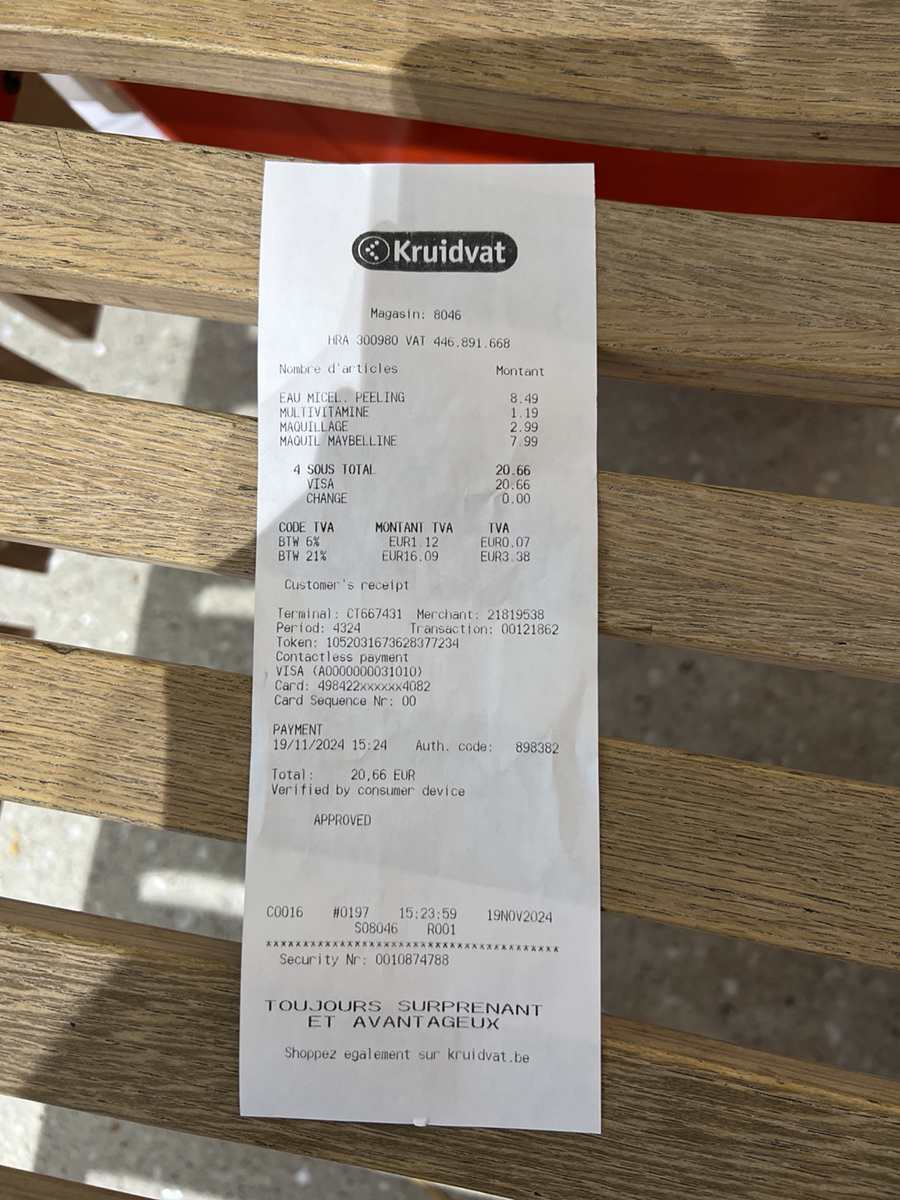 Kruidvat
Magasin: 8046
HRA 300980 VAT 446.891.668
Nombre d'articles Montant
EAU MICEL. PEELING 8.49
MULTIVITAMINE 1.19
MAQUILLAGE 2.99
MAQUIL MAYBELLINE 7.99
4 SOUS TOTAL 20.66
VISA 20.66
CHANGE 0.00
CODE TVA MONTANT TVA TVA
BTW 6% EUR1.12 EUR0.07
BTW 21% EUR16.09 EUR3.38
Customer's receipt
Terminal: CT667431 Merchant: 21819538
Period: 4324 Transaction: 00121862
Token: 1052031673628377234
Contactless payment
VISA (A0000000031010)
Card: 498422xxxxxx4082
Card Sequence Nr: 00
PAYMENT
19/11/2024 15:24 Auth. code: 898382
Total: 20,66 EUR
Verified by consumer device
APPROVED
C0016 #0197 15:23:59 19NOV2024
S08046 R001
****************************************
Security Nr: 0010874788
TOUJOURS SURPRENANT
ET AVANTAGEUX
Shoppez egalement sur kruidvat.be